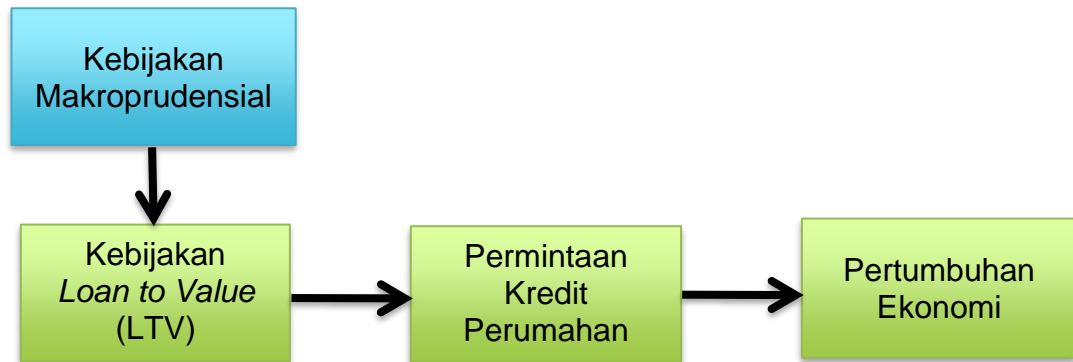 Kebijakan
Makroprudensial
Kebijakan
Loan to Value
(LTV)
Permintaan
Kredit
Perumahan
Pertumbuhan
Ekonomi